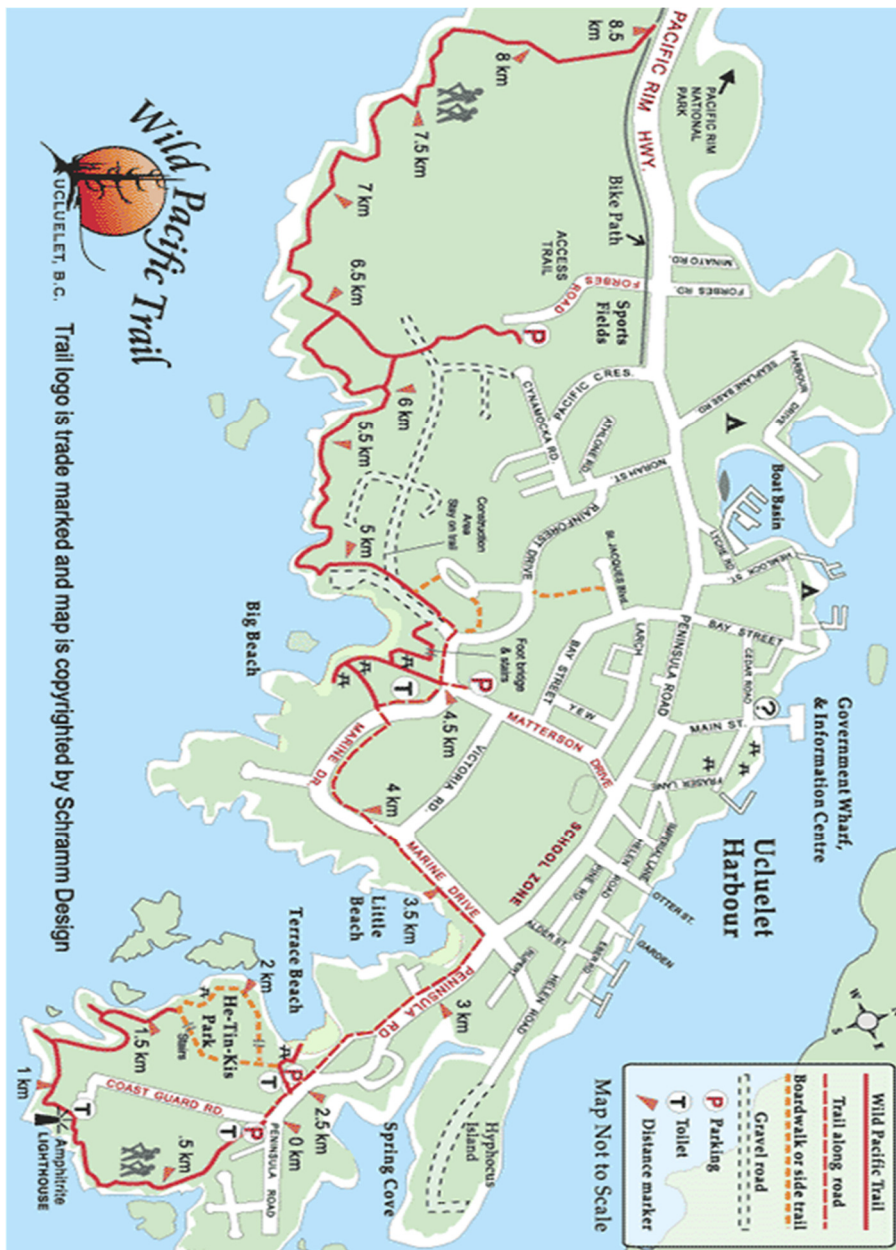 Wild Pacific Trail
UCLUELET, B.C.
Trail logo is trade marked and map is copyrighted by Schramm Design
8.5
km
8 km
7.5 km
7 km
6.5 km
6 km
5.5 km
5 km
4.5 km
4 km
3.5 km
3 km
2.5 km
2 km
1.5 km
1 km
.5 km
0 km
PACIFIC RIM HWY.
PACIFIC RIM
NATIONAL
PARK
Bike Path
ACCESS
TRAIL
FORBES ROAD
Sports
Fields
P
MINATO RD.
FORBES RD.
PACIFIC CRES.
CYNAMOCKA RD.
ATHLONE RD.
NORAH ST.
SEAPLANE BASE RD.
HARBOUR DRIVE
Boat Basin
LYCHE RD.
HEMLOCK ST.
RAINFOREST DRIVE
St. Jacques Blvd.
Construction
Area
Stay on trail
Foot bridge
& stairs
P
T
Big Beach
BAY STREET
LARCH
BAY STREET
CEDAR ROAD
PENINSULA ROAD
MAIN ST.
YEW
MATTERSON DRIVE
FRASER LANE
?
Government Wharf,
& Information Centre
Ucluelet
Harbour
VICTORIA RD.
MARINE DR.
MARINE DRIVE
SCHOOL ZONE
IMPERIAL LANE
HELEN ROAD
PINE RD.
OTTER ST.
ALDER ST.
GARDEN
RUPERT
HELEN ROAD
Little
Beach
PENINSULA RD
Terrace Beach
He-Tin-Kis
Park
Stairs
T
P
COAST GUARD RD.
T
T
P
PENINSULA ROAD
Amphitrite
LIGHTHOUSE
Spring Cove
Hyphocus
Island
Map Not to Scale
W
N
S
E
Wild Pacific Trail
Trail along road
Boardwalk or side trail
Gravel road
P Parking
T Toilet
Distance marker